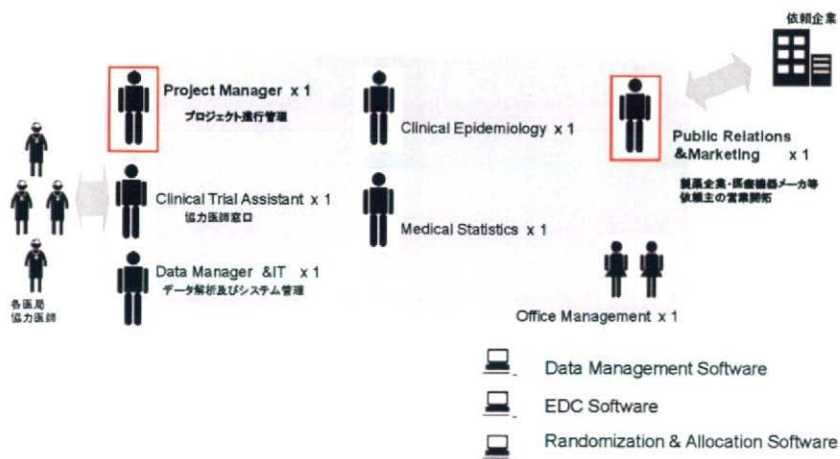 依頼企業
Project Manager x 1
プロジェクト進行管理
Clinical Trial Assistant x 1
協力医師窓口
Data Manager &IT x 1
データ解析及びシステム管理
各医局
協力医師
Clinical Epidemiology x 1
Medical Statistics x 1
Public Relations
&Marketing x 1
製薬企業・医療機器メーカ等
依頼主の営業開拓
Office Management x 1
Data Management Software
EDC Software
Randomization & Allocation Software